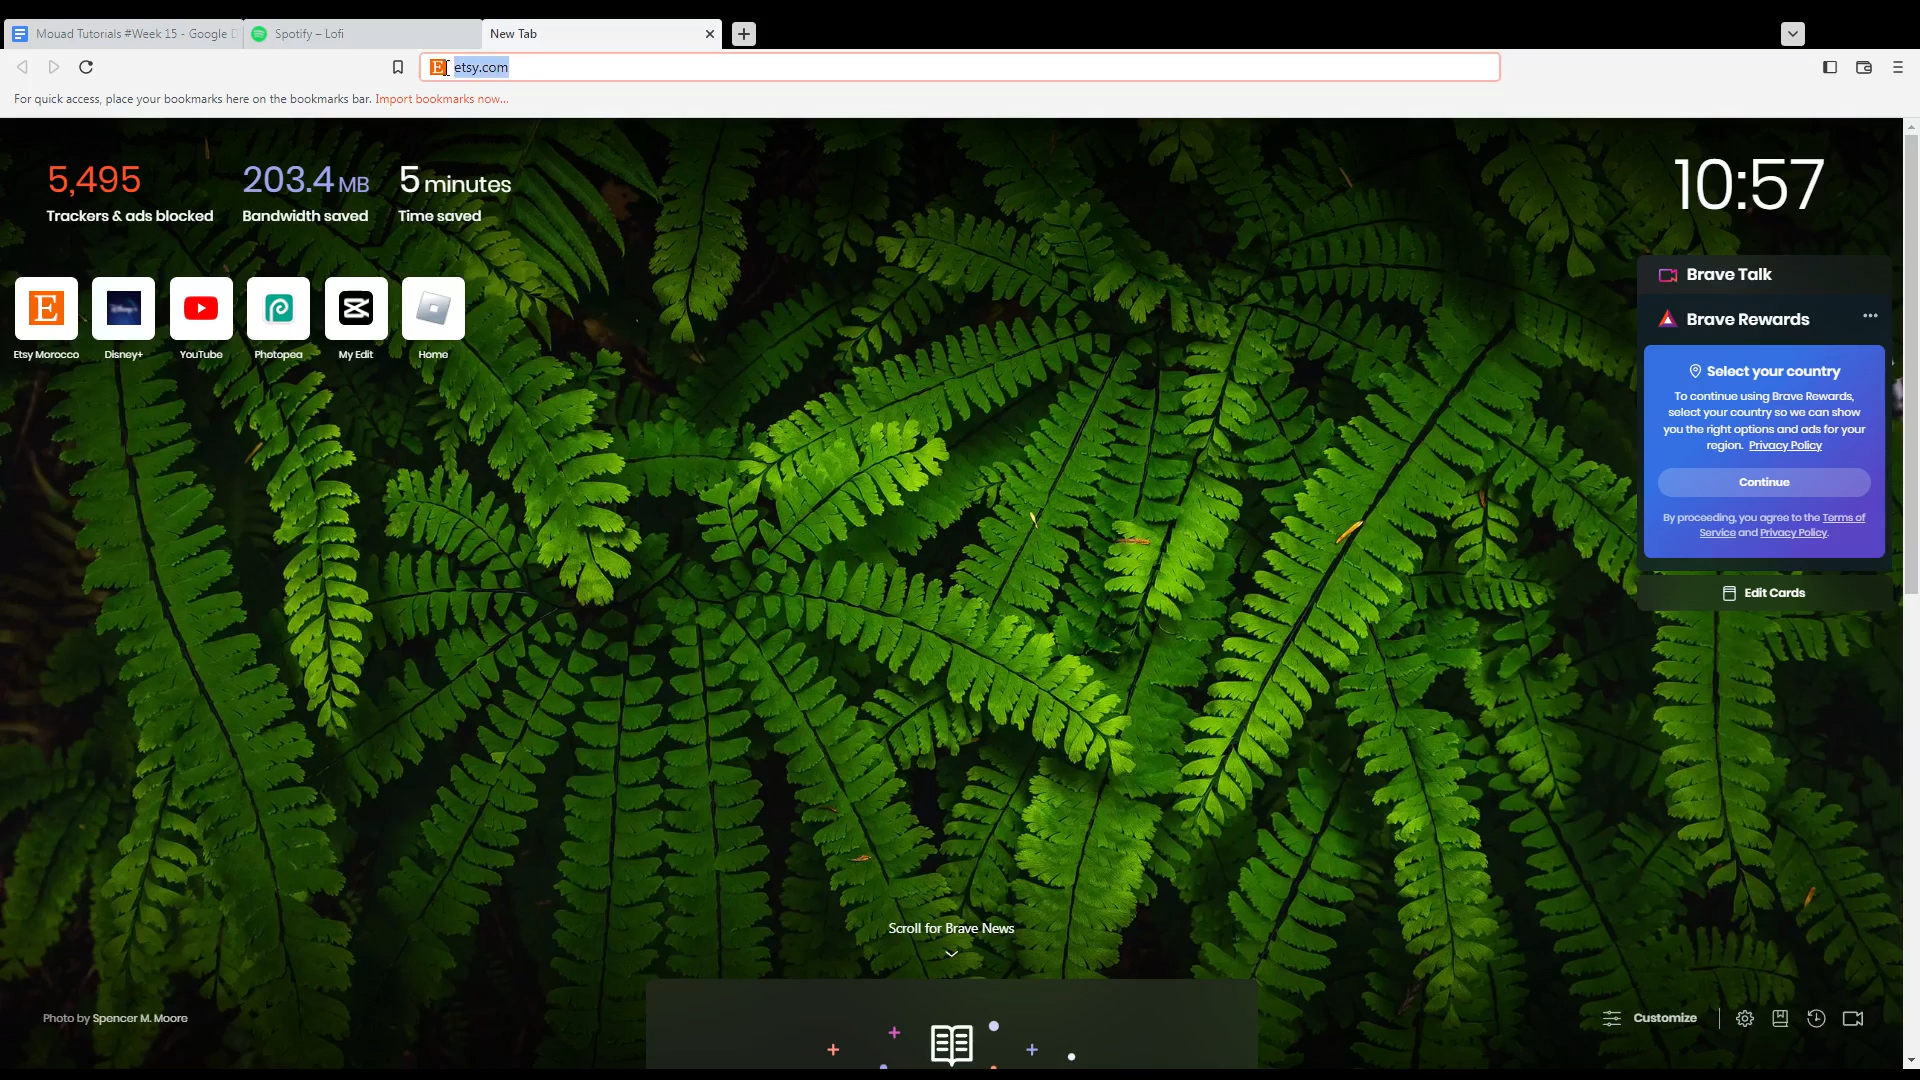 Mouad Tutorials #Week 15 - Google D
Spotify – Lofi
New Tab
etsy.com
For quick access, place your bookmarks here on the bookmarks bar. Import bookmarks now...
5,495
Trackers & ads blocked
203.4 MB
Bandwidth saved
5 minutes
Time saved
10:57
E
Etsy Morocco
Disney+
YouTube
Photopea
My Edit
Home
Brave Talk
Brave Rewards
Select your country
To continue using Brave Rewards,
select your country so we can show
you the right options and ads for your
region. Privacy Policy
Continue
By proceeding, you agree to the Terms of
Service and Privacy Policy.
Edit Cards
Scroll for Brave News
Photo by Spencer M. Moore
Customize